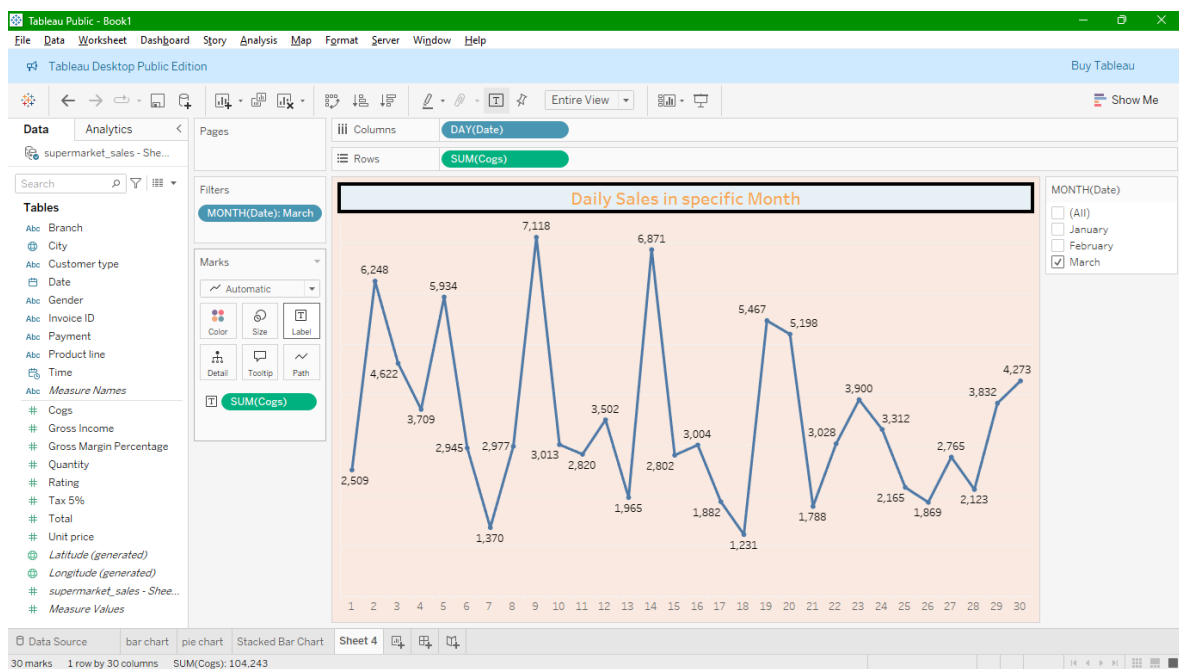 Tableau Public - Book1
File Data Worksheet Dashboard Story Analysis Map Format Server Window Help
Tableau Desktop Public Edition
Buy Tableau
Entire View
Show Me
Data Analytics
supermarket_sales - She...
Search
Tables
Abc Branch
City
Abc Customer type
Date
Abc Gender
Abc Invoice ID
Abc Payment
Abc Product line
Time
Abc Measure Names
# Cogs
# Gross Income
# Gross Margin Percentage
# Quantity
# Rating
# Tax 5%
# Total
# Unit price
Latitude (generated)
Longitude (generated)
# supermarket_sales - Shee...
# Measure Values
Pages
Filters
MONTH(Date): March
Marks
Automatic
Color Size T Label
Detail Tooltip Path
T SUM(Cogs)
iii Columns DAY(Date)
Rows SUM(Cogs)
Daily Sales in specific Month
2,509
6,248
4,622
3,709
5,934
2,945
1,370
2,977
7,118
3,013
2,820
3,502
1,965
6,871
2,802
3,004
1,882
1,231
5,467
5,198
1,788
3,028
3,900
3,312
2,165
1,869
2,765
2,123
3,832
4,273
1 2 3 4 5 6 7 8 9 10 11 12 13 14 15 16 17 18 19 20 21 22 23 24 25 26 27 28 29 30
MONTH(Date)
(All)
January
February
March
Data Source bar chart pie chart Stacked Bar Chart Sheet 4
30 marks 1 row by 30 columns SUM(Cogs): 104,243